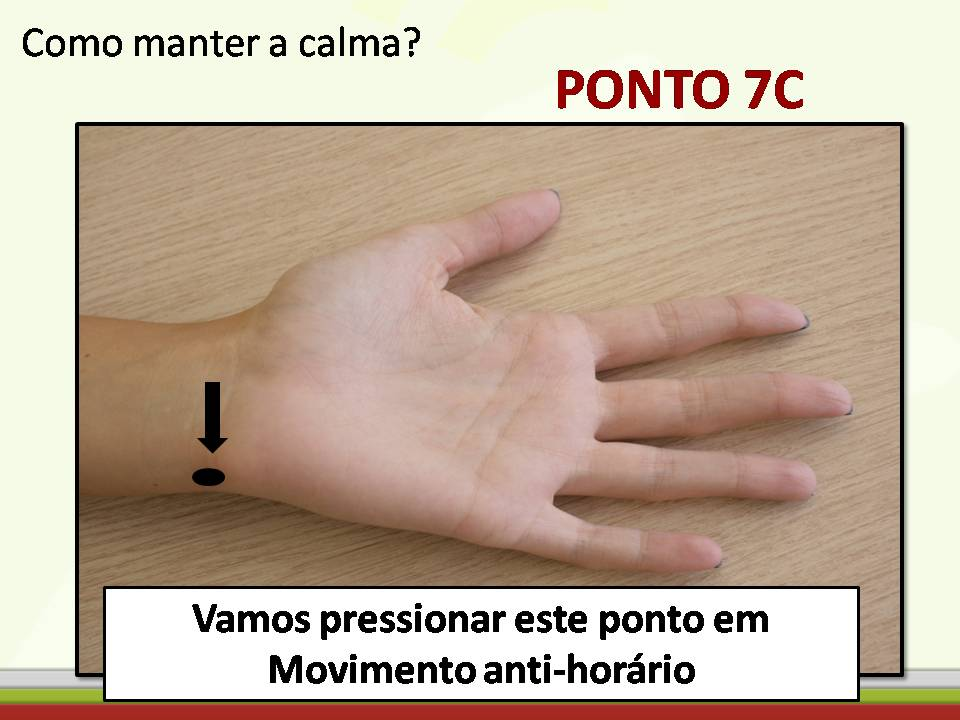 Como manter a calma?
PONTO 7C
Vamos pressionar este ponto em
Movimento anti-horário